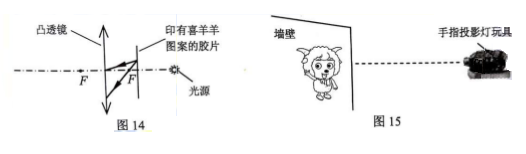 凸透镜
印有喜羊羊
图案的胶片
F
F
光源
图14
墙壁
手指投影灯玩具
图15